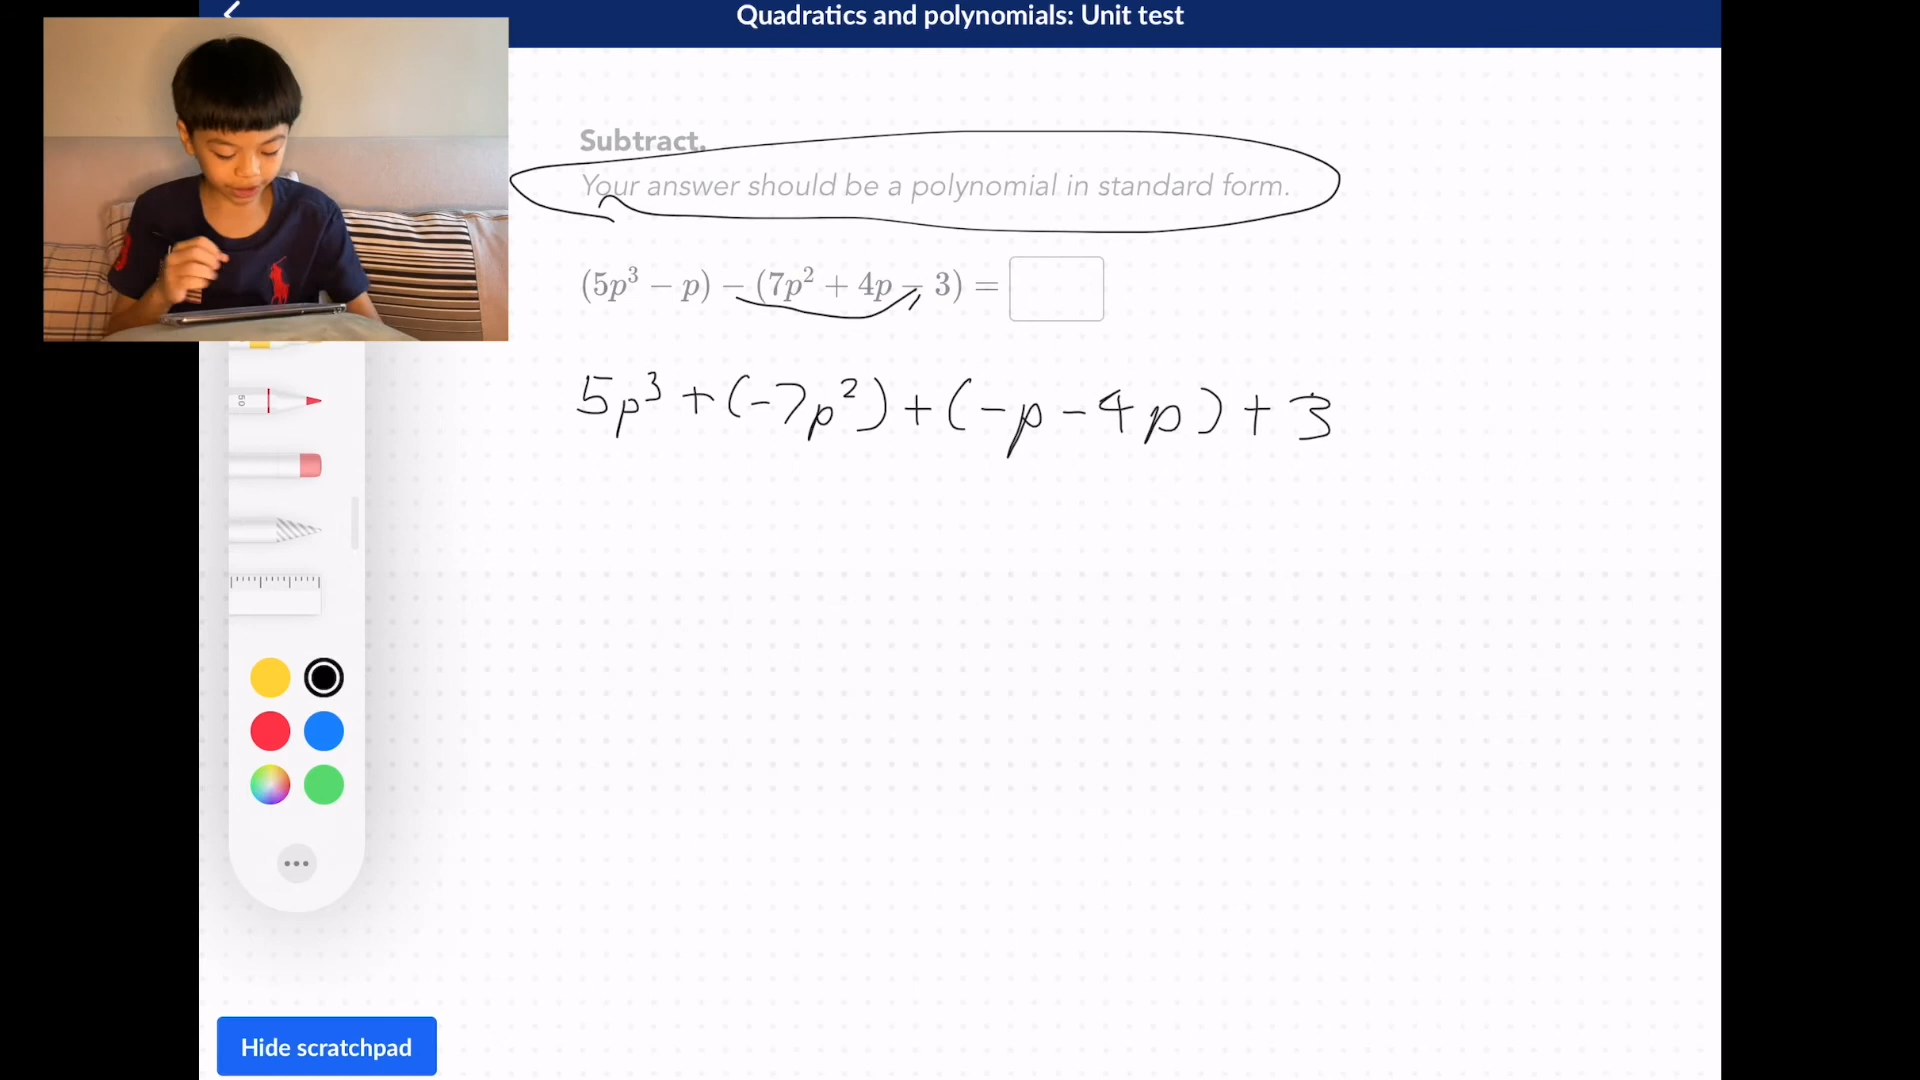 Quadratics and polynomials: Unit test
Subtract.
Your answer should be a polynomial in standard form.
(5p³ − p) − (7p² + 4p − 3) =
5p³ + (-7p²) + (-p - 4p) + 3
50
Hide scratchpad